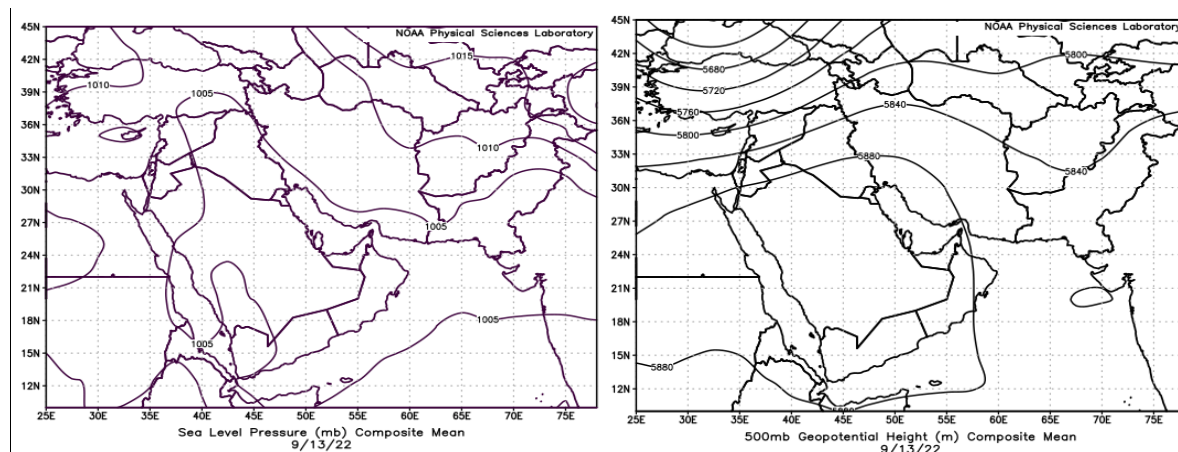 NOAA Physical Sciences Laboratory
45N
42N
1015
39N
1010
1005
36N
1010
33N
30N
27N
1005
24N
21N
18N
1005
15N
1005
12N
25E 30E 35E 40E 45E 50E 55E 60E 65E 70E 75E
Sea Level Pressure (mb) Composite Mean
9/13/22
NOAA Physical Sciences Laboratory
45N
42N
5800
5680
39N
5720
5760
5840
36N
5800
33N
5880
5840
30N
27N
24N
21N
18N
15N
5880
12N
25E 30E 35E 40E 45E 50E 55E 60E 65E 70E 75E
500mb Geopotential Height (m) Composite Mean
9/13/22